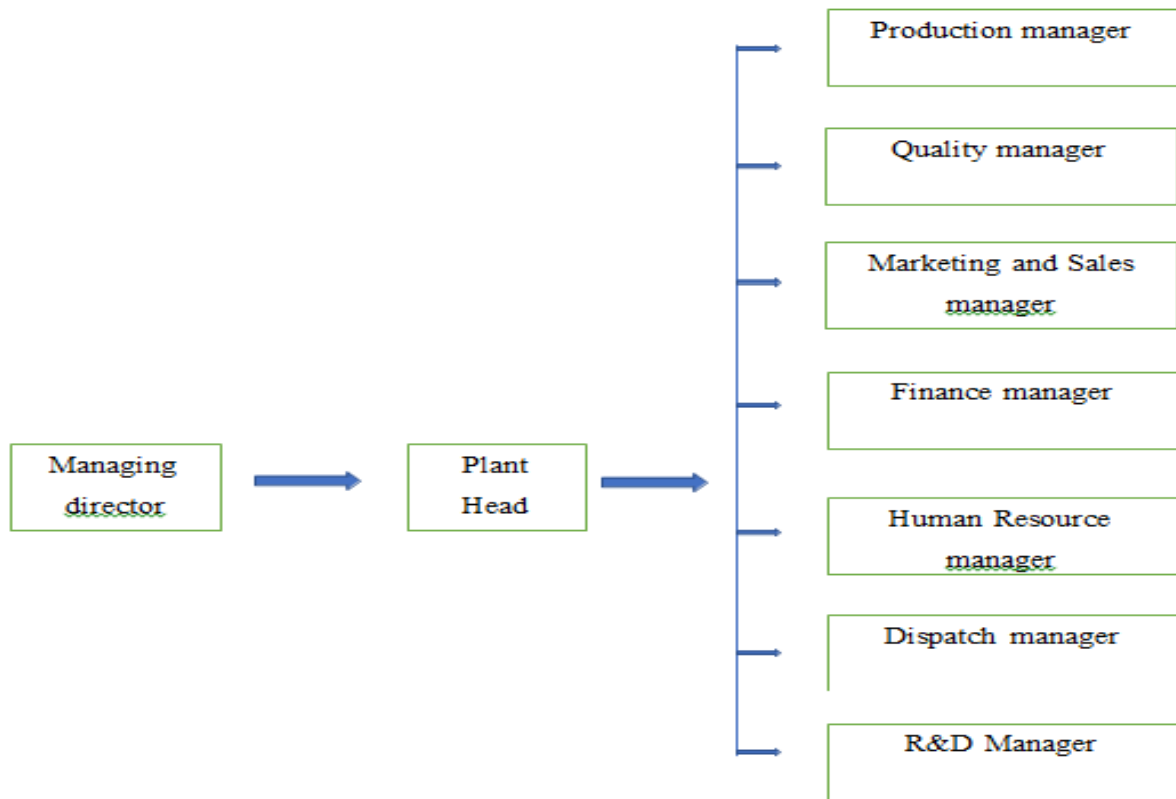 Production manager
Quality manager
Marketing and Sales
manager
Finance manager
Managing
director
Plant
Head
Human Resource
manager
Dispatch manager
R&D Manager